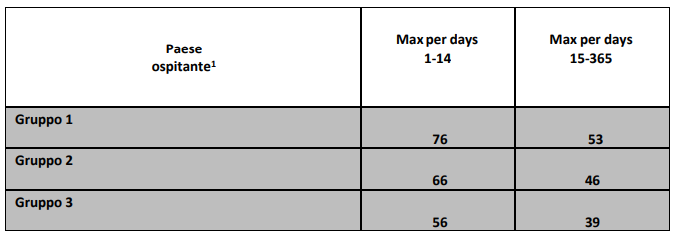 Paese
ospitante¹
Max per days
1-14
Max per days
15-365
Gruppo 1
76
53
Gruppo 2
66
46
Gruppo 3
56
39